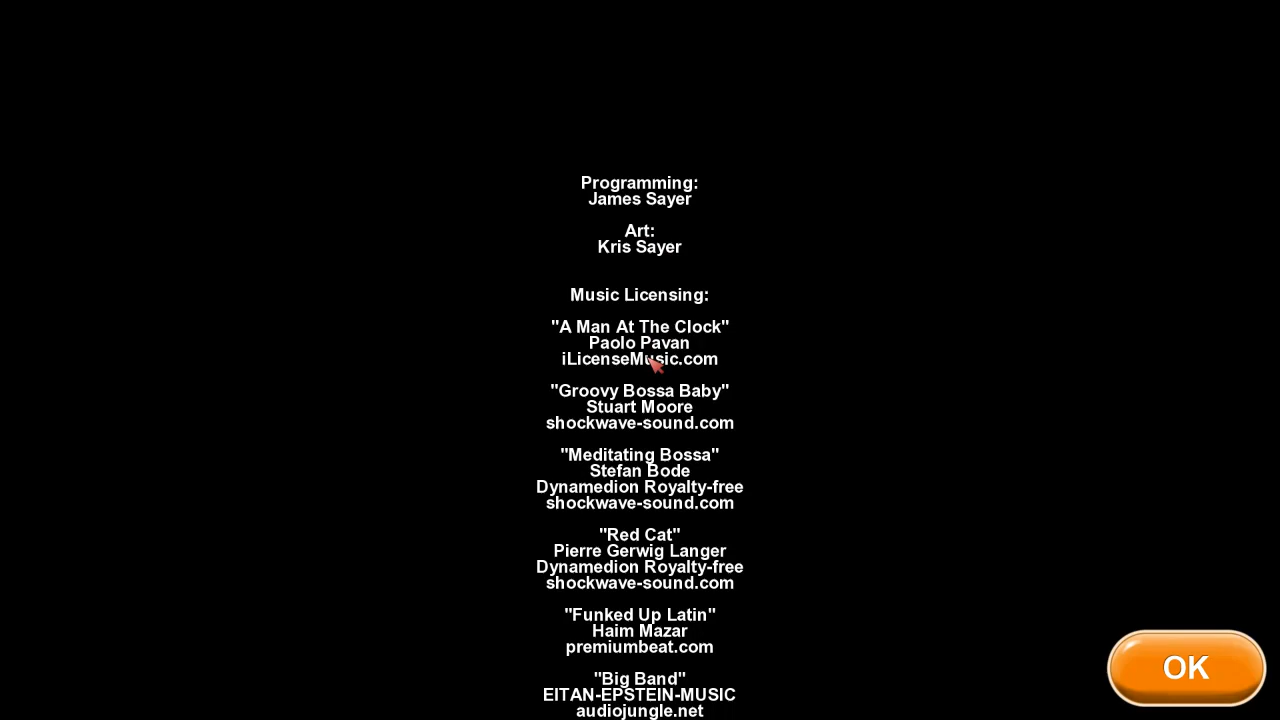 Programming:
James Sayer
Art:
Kris Sayer
Music Licensing:
"A Man At The Clock"
Paolo Pavan
iLicenseMusic.com
"Groovy Bossa Baby"
Stuart Moore
shockwave-sound.com
"Meditating Bossa"
Stefan Bode
Dynamedion Royalty-free
shockwave-sound.com
"Red Cat"
Pierre Gerwig Langer
Dynamedion Royalty-free
shockwave-sound.com
"Funked Up Latin"
Haim Mazar
premiumbeat.com
"Big Band"
EITAN-EPSTEIN-MUSIC
audiojungle.net
OK